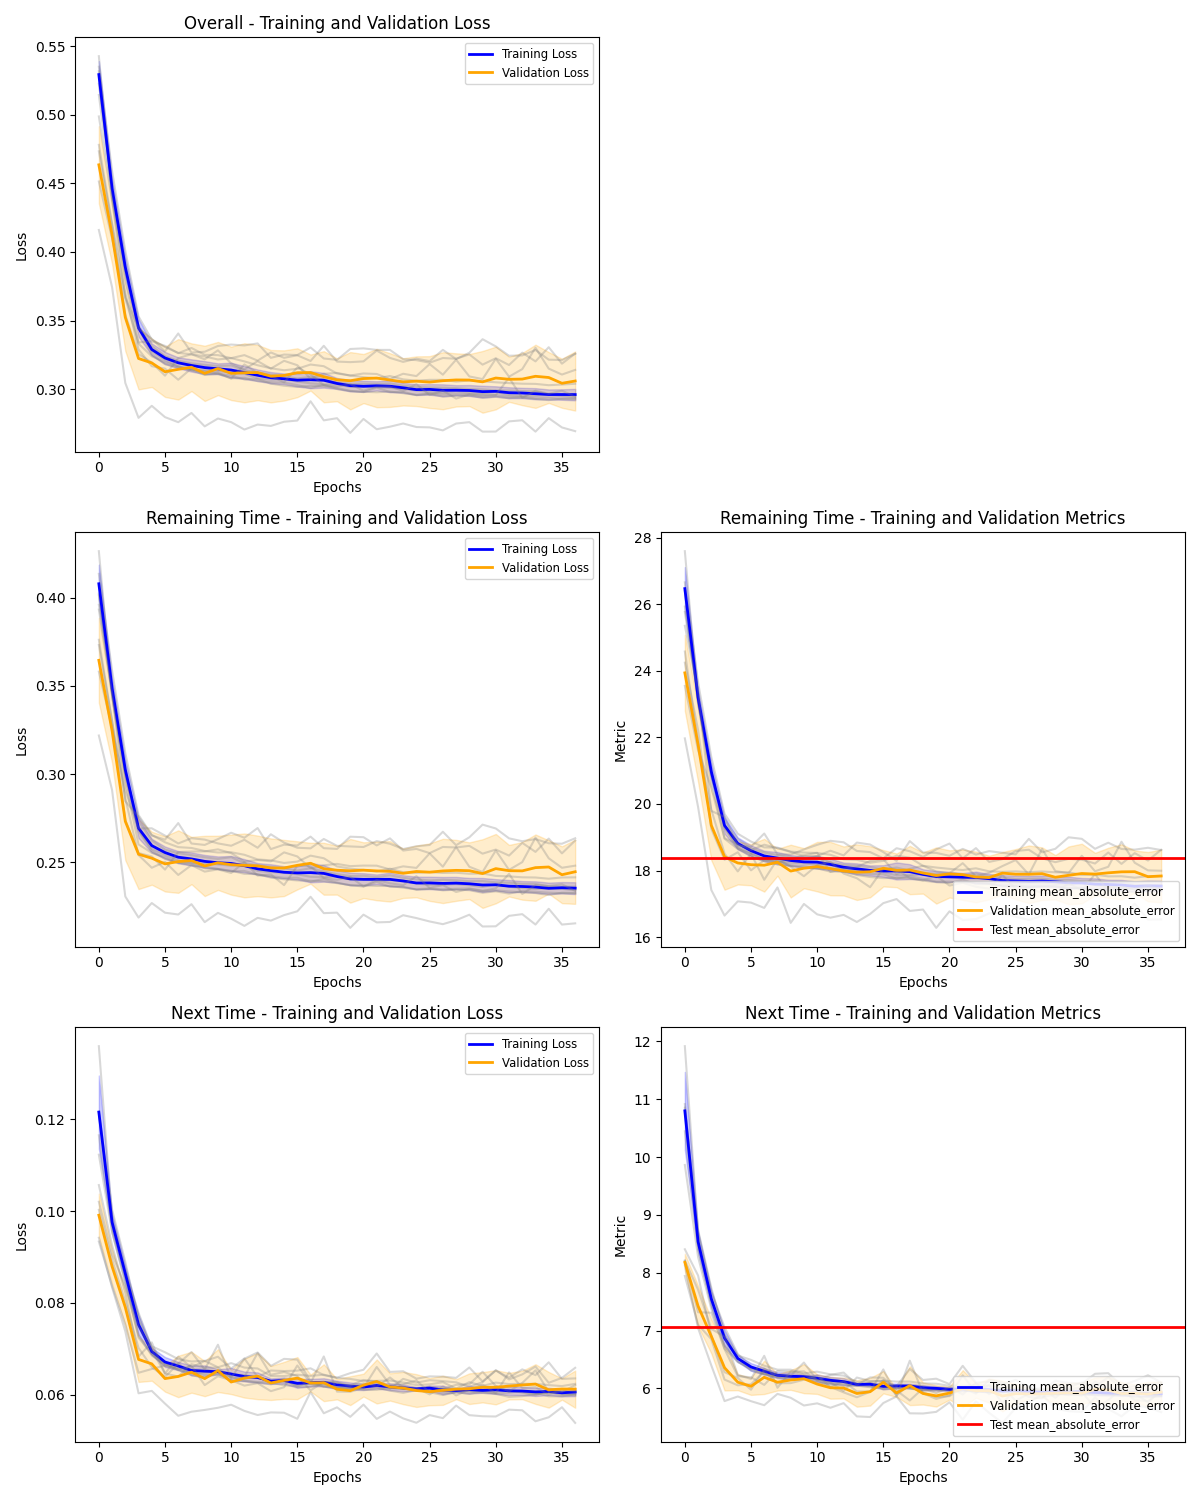 Overall - Training and Validation Loss
0.55
0.50
0.45
0.40
0.35
0.30
Loss
Training Loss
Validation Loss
0 5 10 15 20 25 30 35
Epochs
Remaining Time - Training and Validation Loss
0.40
0.35
0.30
0.25
Loss
Training Loss
Validation Loss
0 5 10 15 20 25 30 35
Epochs
Remaining Time - Training and Validation Metrics
28
26
24
22
20
18
16
Metric
Training mean_absolute_error
Validation mean_absolute_error
Test mean_absolute_error
0 5 10 15 20 25 30 35
Epochs
Next Time - Training and Validation Loss
0.12
0.10
0.08
0.06
Loss
Training Loss
Validation Loss
0 5 10 15 20 25 30 35
Epochs
Next Time - Training and Validation Metrics
12
11
10
9
8
7
6
Metric
Training mean_absolute_error
Validation mean_absolute_error
Test mean_absolute_error
0 5 10 15 20 25 30 35
Epochs